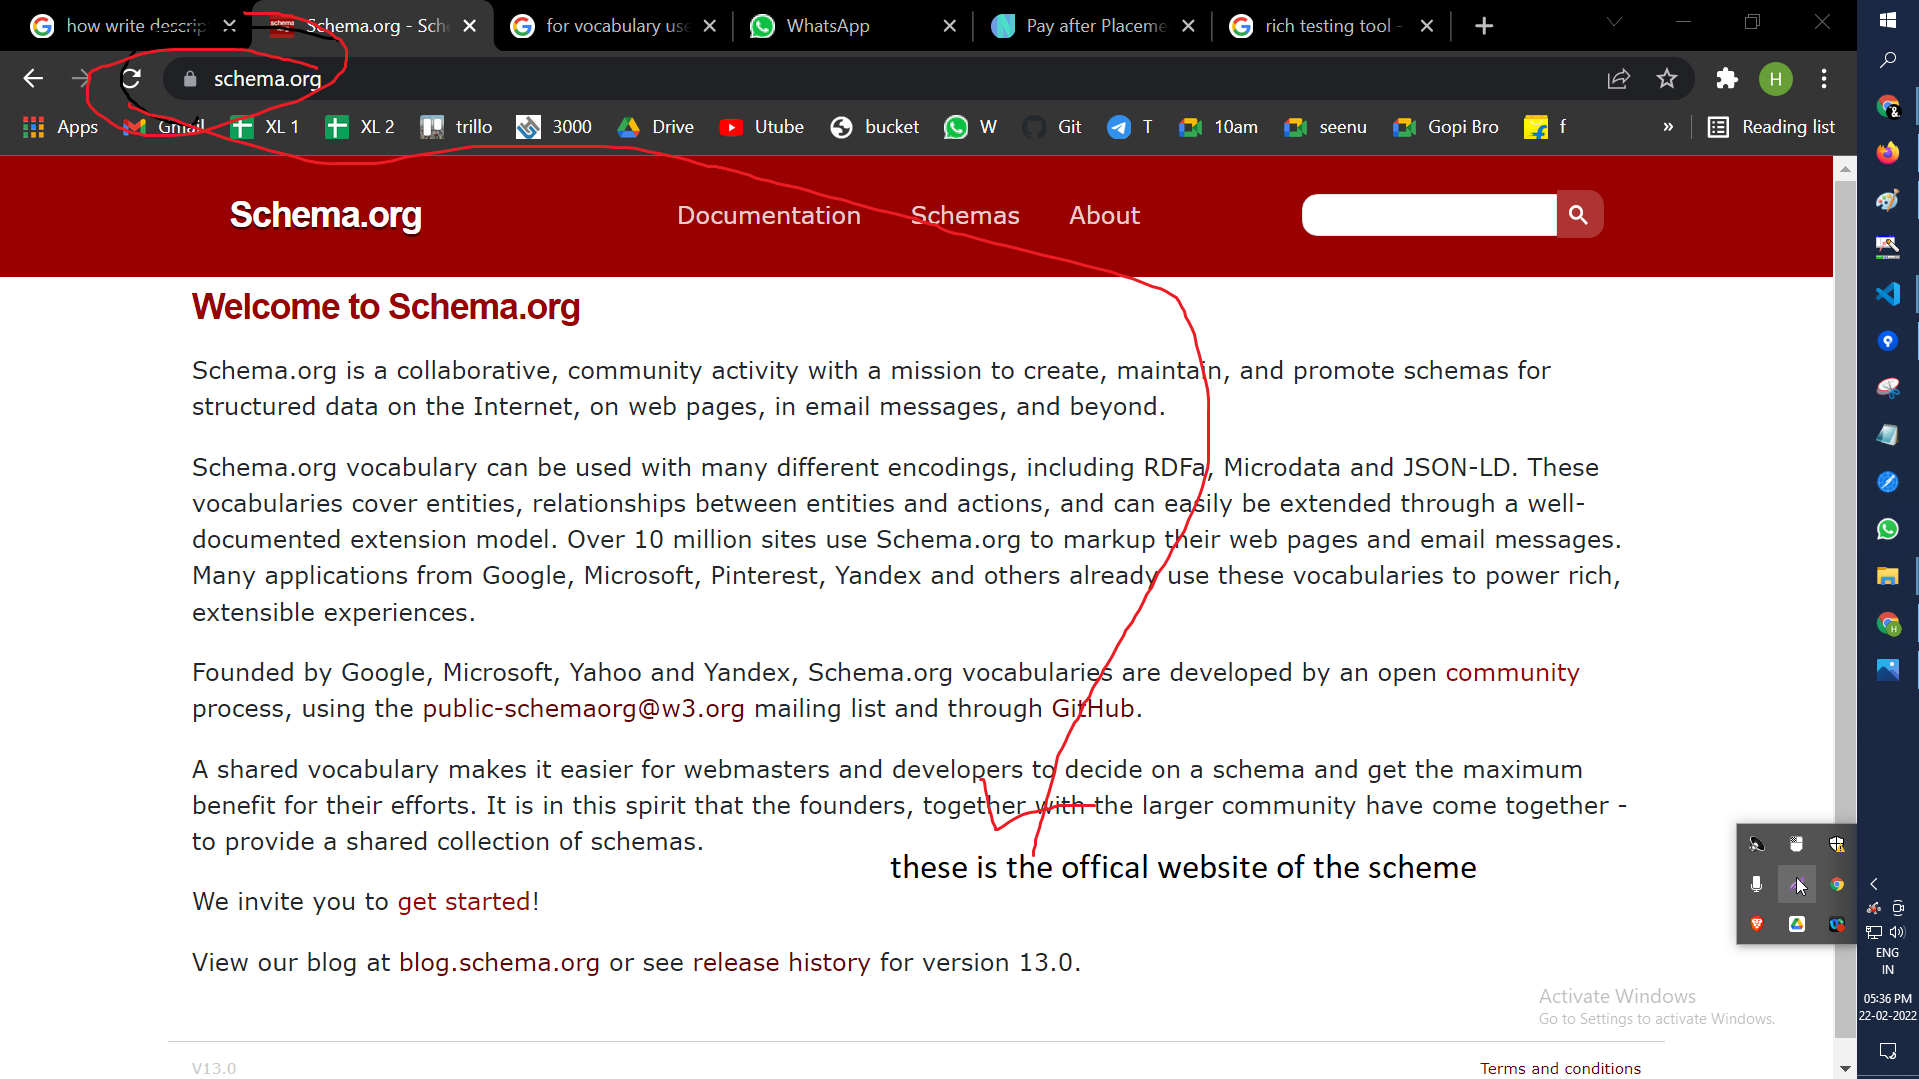 how write descrip
Schema.org - Sch
for vocabulary use
WhatsApp
Pay after Placeme
rich testing tool -
schema.org
H
Apps
Gmail
XL 1
XL 2
trillo
3000
Drive
Utube
bucket
W
Git
T
10am
seenu
Gopi Bro
f
»
Reading list
Schema.org
Documentation
Schemas
About
Welcome to Schema.org
Schema.org is a collaborative, community activity with a mission to create, maintain, and promote schemas for
structured data on the Internet, on web pages, in email messages, and beyond.
Schema.org vocabulary can be used with many different encodings, including RDFa, Microdata and JSON-LD. These
vocabularies cover entities, relationships between entities and actions, and can easily be extended through a well-
documented extension model. Over 10 million sites use Schema.org to markup their web pages and email messages.
Many applications from Google, Microsoft, Pinterest, Yandex and others already use these vocabularies to power rich,
extensible experiences.
Founded by Google, Microsoft, Yahoo and Yandex, Schema.org vocabularies are developed by an open community
process, using the public-schemaorg@w3.org mailing list and through GitHub.
A shared vocabulary makes it easier for webmasters and developers to decide on a schema and get the maximum
benefit for their efforts. It is in this spirit that the founders, together with the larger community have come together -
to provide a shared collection of schemas.
these is the offical website of the scheme
We invite you to get started!
View our blog at blog.schema.org or see release history for version 13.0.
Activate Windows
Go to Settings to activate Windows.
V13.0
Terms and conditions
ENG
IN
05:36 PM
22-02-2022